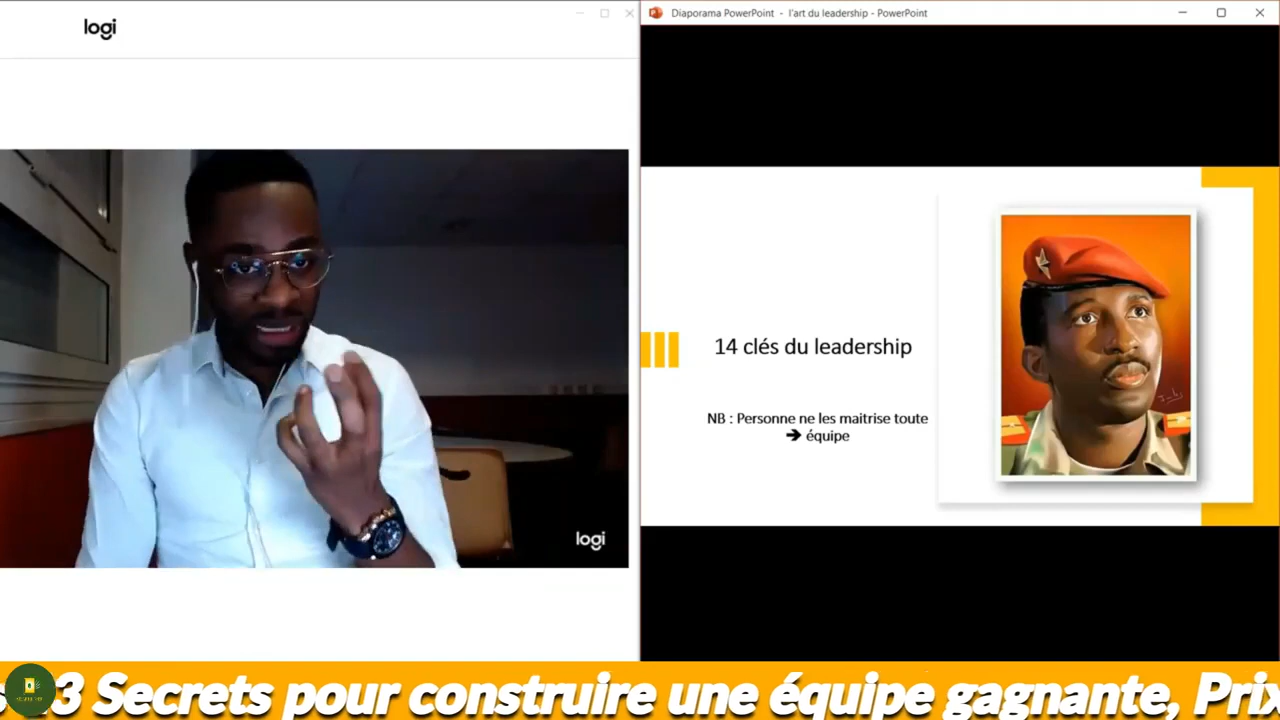 logi
Diaporama PowerPoint - l'art du leadership - PowerPoint
14 clés du leadership
NB : Personne ne les maitrise toute
➔ équipe
logi
3 Secrets pour construire une équipe gagnante, Prix